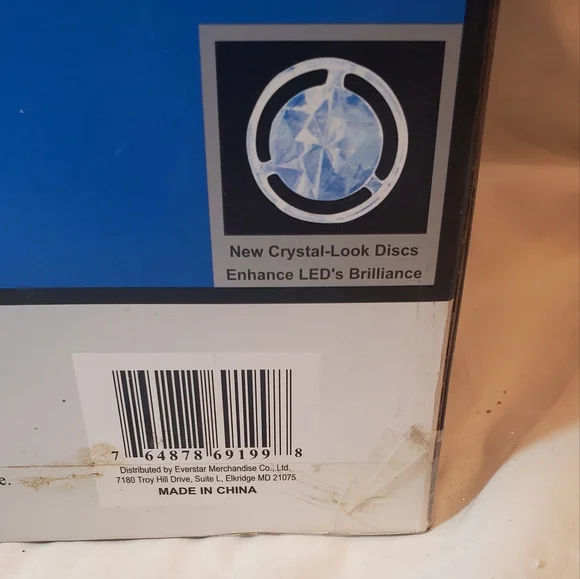 New Crystal-Look Discs
Enhance LED's Brilliance
7 64878 69199 8
Distributed by Everstar Merchandise Co., Ltd.
7180 Troy Hill Drive, Suite L, Elkridge MD 21075
MADE IN CHINA
e.